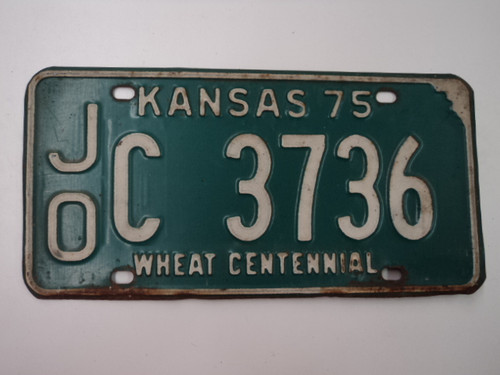 KANSAS 75
JO C 3736
WHEAT CENTENNIAL